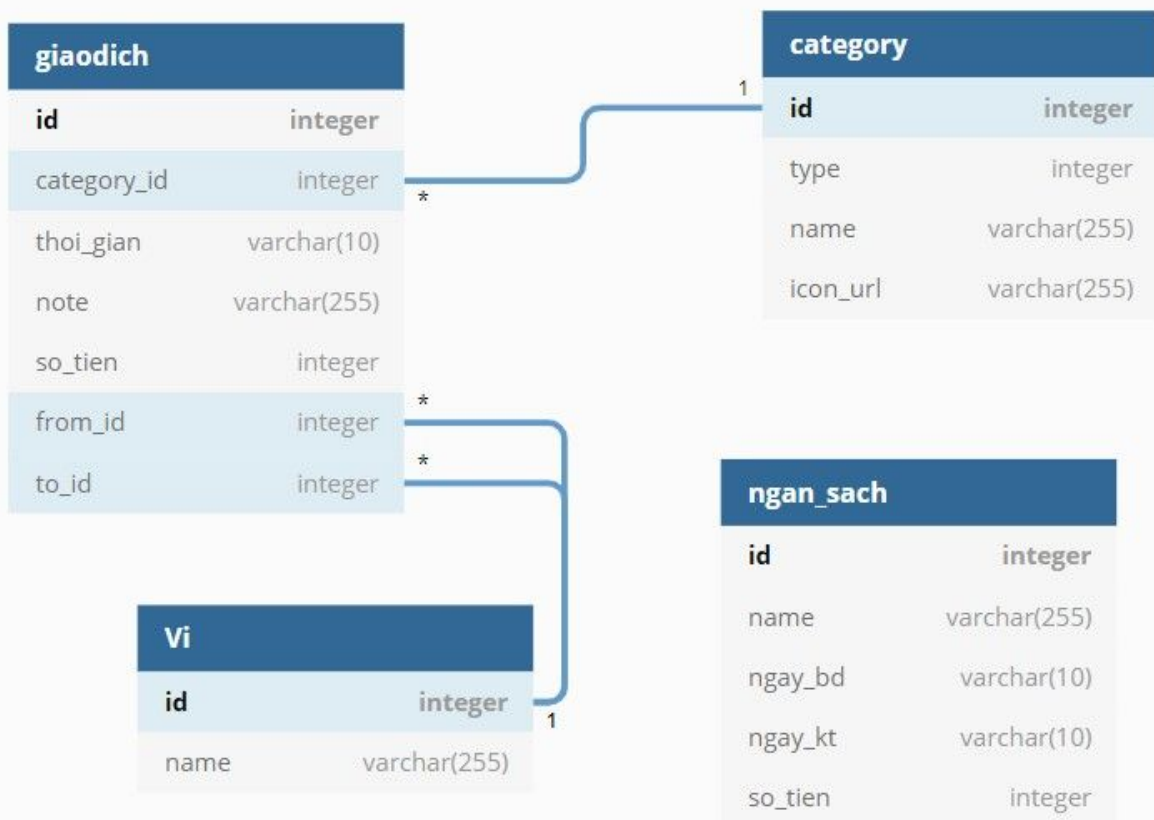 giaodich
id integer
category_id integer
*
thoi_gian varchar(10)
note varchar(255)
so_tien integer
*
from_id integer
*
to_id integer
category
1
id integer
type integer
name varchar(255)
icon_url varchar(255)
Vi
id integer
1
name varchar(255)
ngan_sach
id integer
name varchar(255)
ngay_bd varchar(10)
ngay_kt varchar(10)
so_tien integer